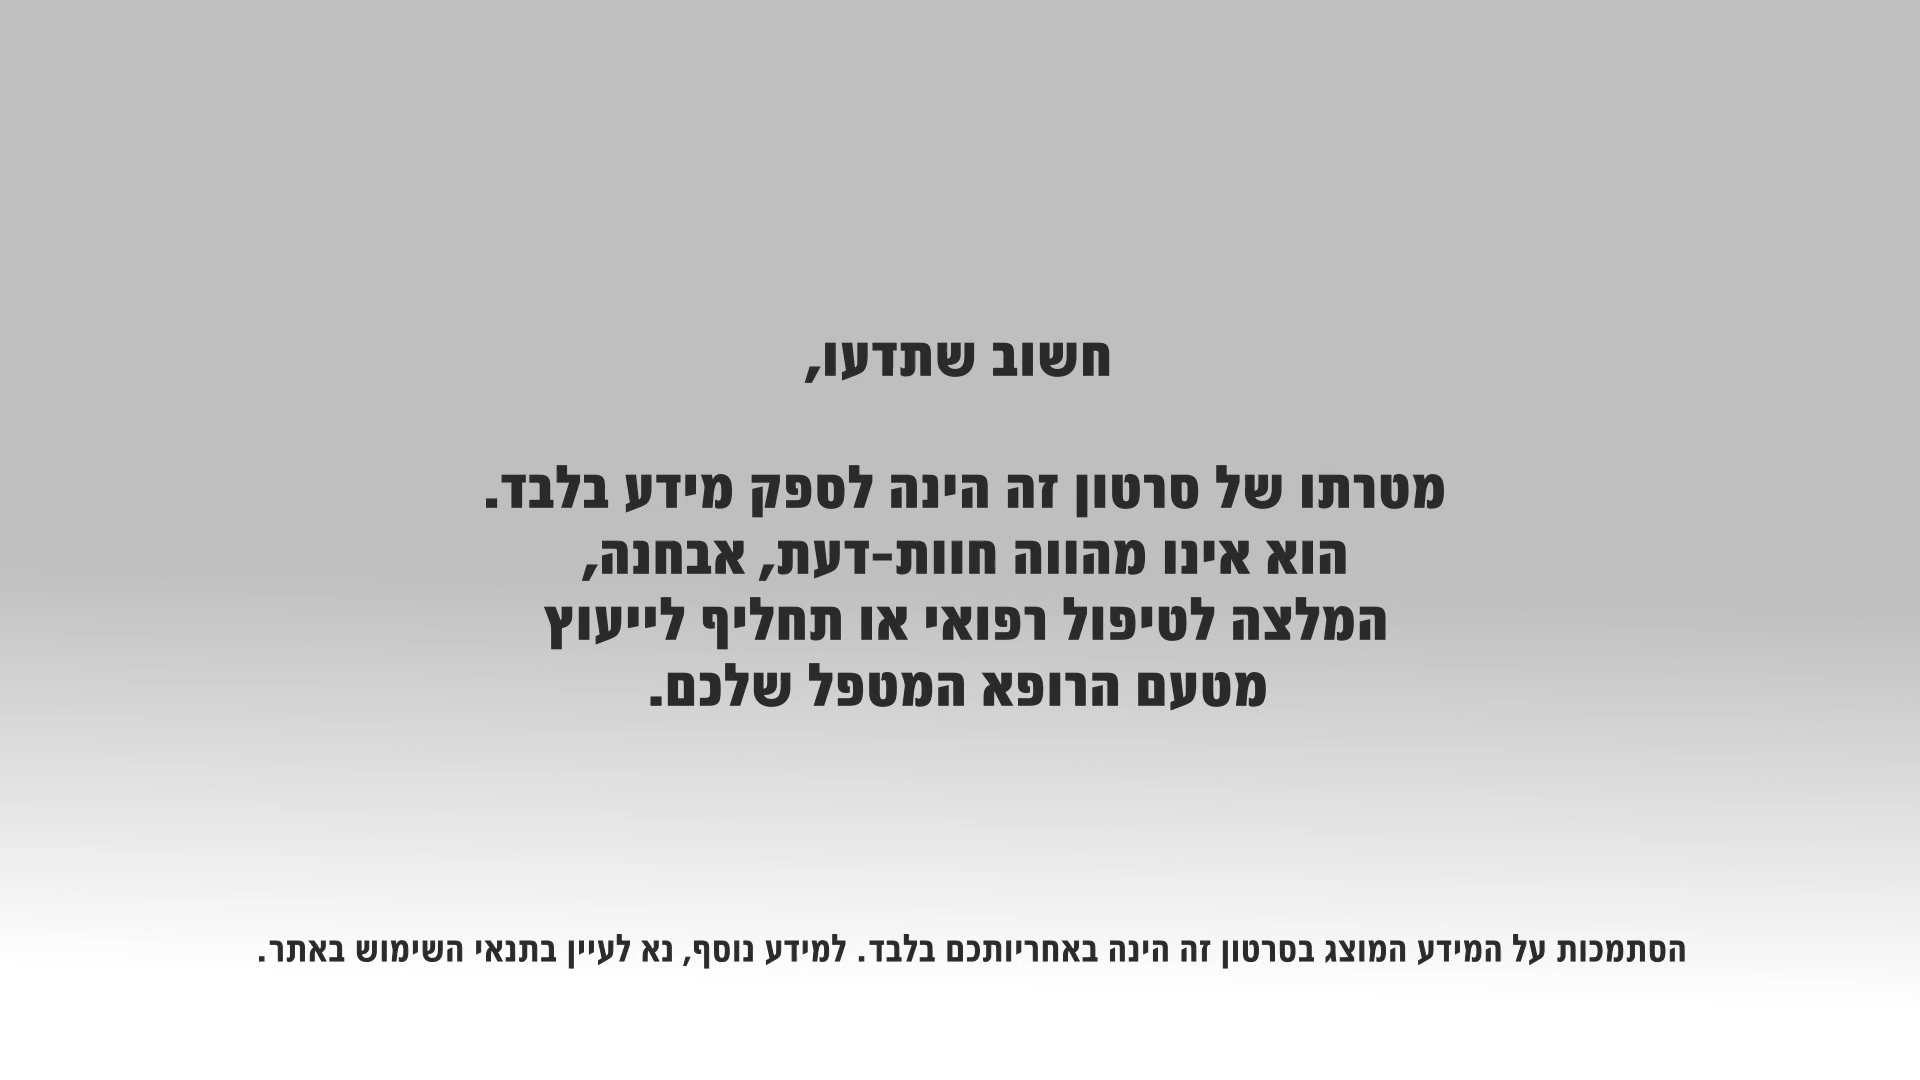 חשוב שתדעו,
מטרתו של סרטון זה הינה לספק מידע בלבד.
הוא אינו מהווה חוות-דעת, אבחנה,
המלצה לטיפול רפואי או תחליף לייעוץ
מטעם הרופא המטפל שלכם.
הסתמכות על המידע המוצג בסרטון זה הינה באחריותכם בלבד. למידע נוסף, נא לעיין בתנאי השימוש באתר.